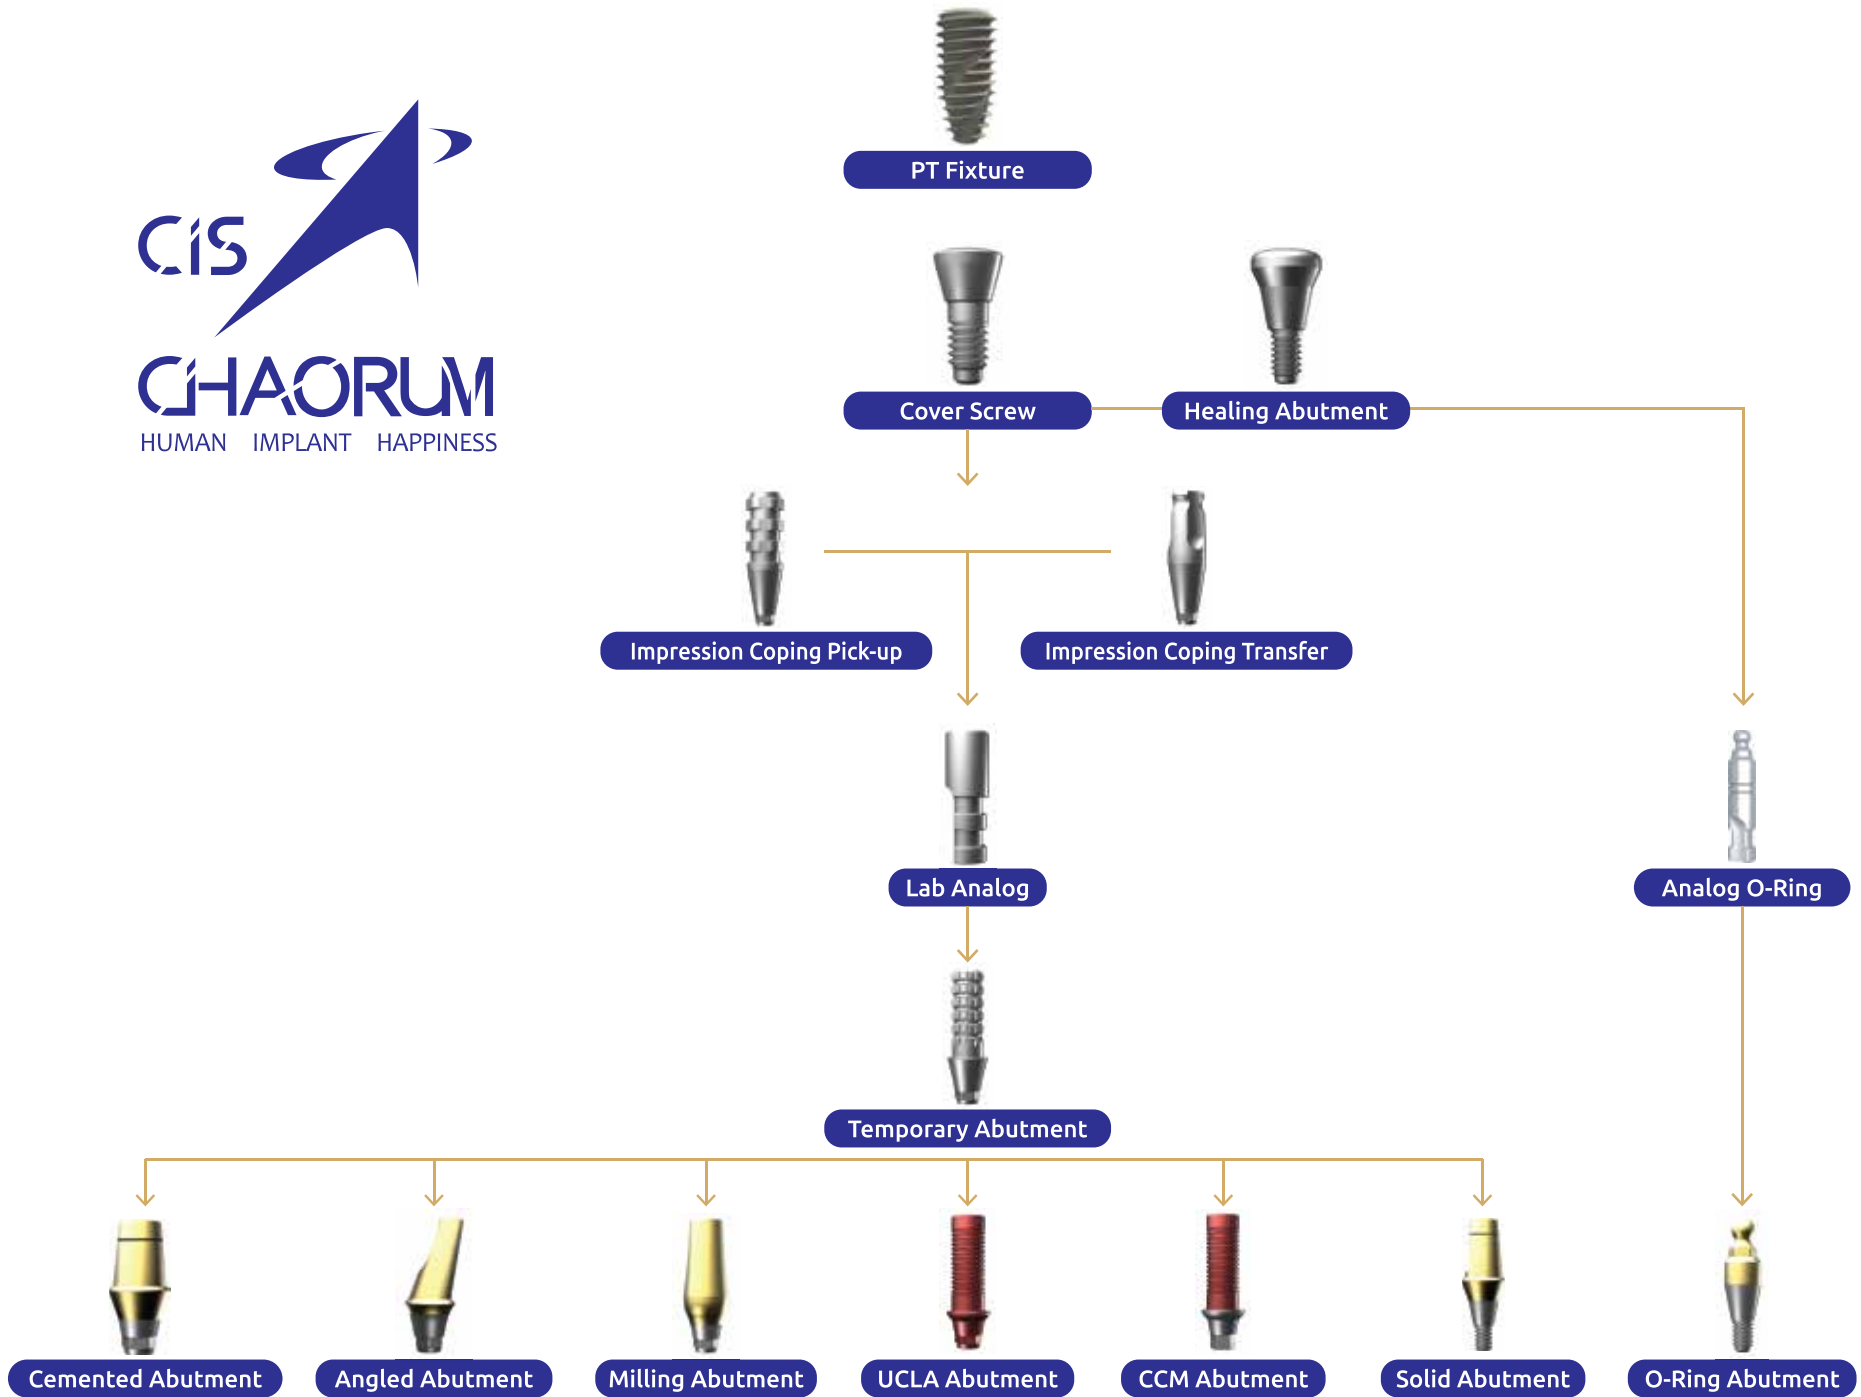 PT Fixture
CIS
CHAORUM
HUMAN IMPLANT HAPPINESS
Cover Screw
Healing Abutment
Impression Coping Pick-up
Impression Coping Transfer
Lab Analog
Analog O-Ring
Temporary Abutment
Cemented Abutment
Angled Abutment
Milling Abutment
UCLA Abutment
CCM Abutment
Solid Abutment
O-Ring Abutment